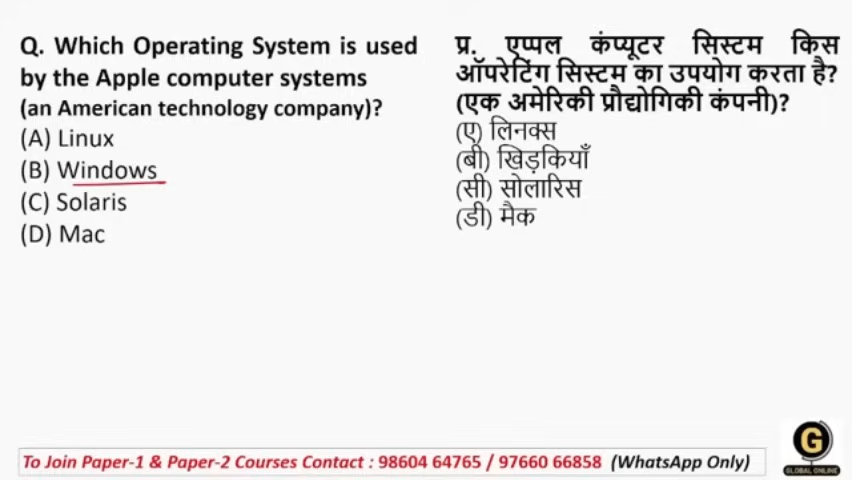 Q. Which Operating System is used
by the Apple computer systems
(an American technology company)?
(A) Linux
(B) Windows
(C) Solaris
(D) Mac
प्र. एप्पल कंप्यूटर सिस्टम किस
ऑपरेटिंग सिस्टम का उपयोग करता है?
(एक अमेरिकी प्रौद्योगिकी कंपनी)?
(ए) लिनक्स
(बी) खिड़कियाँ
(सी) सोलारिस
(डी) मैक
G
GLOBAL ONLINE
To Join Paper-1 & Paper-2 Courses Contact : 98604 64765 / 97660 66858 (WhatsApp Only)